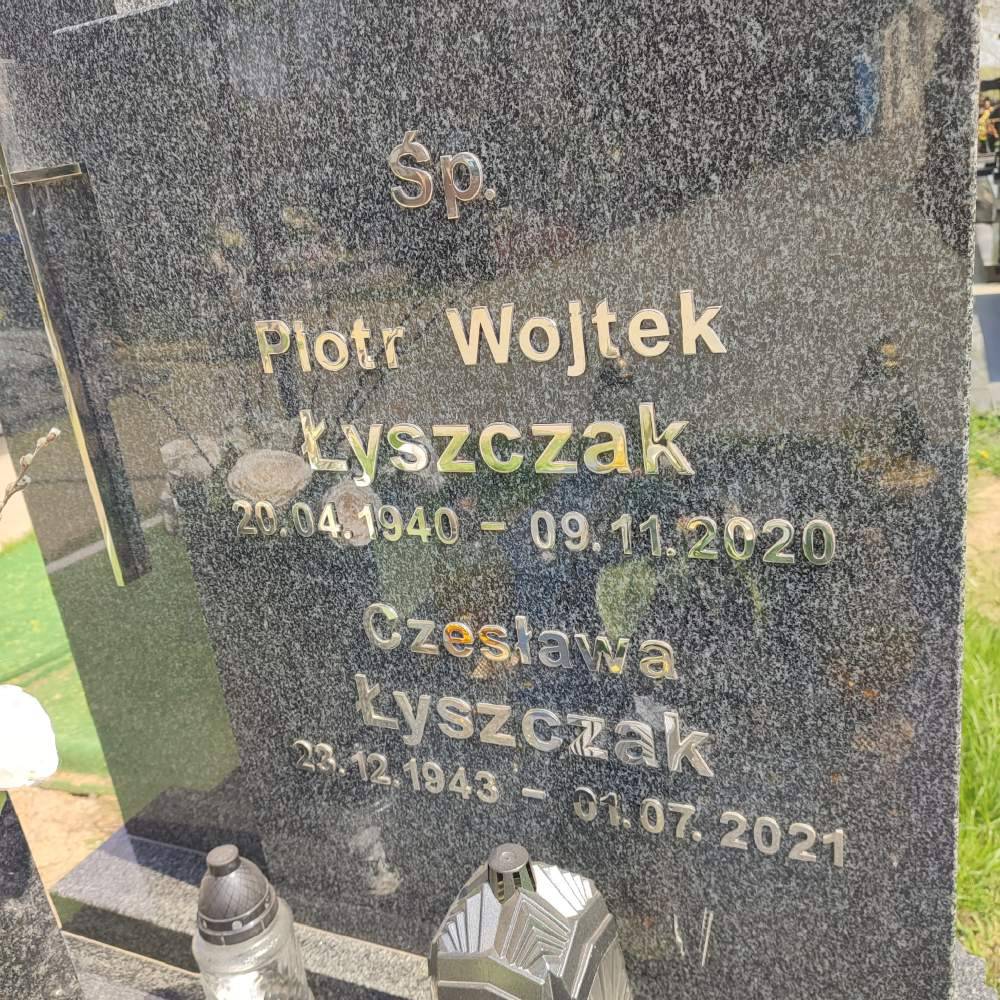 Śp.
Piotr Wojtek
Łyszczak
20.04.1940 - 09.11.2020
Czesława
Łyszczak
23.12.1943 - 01.07.2021